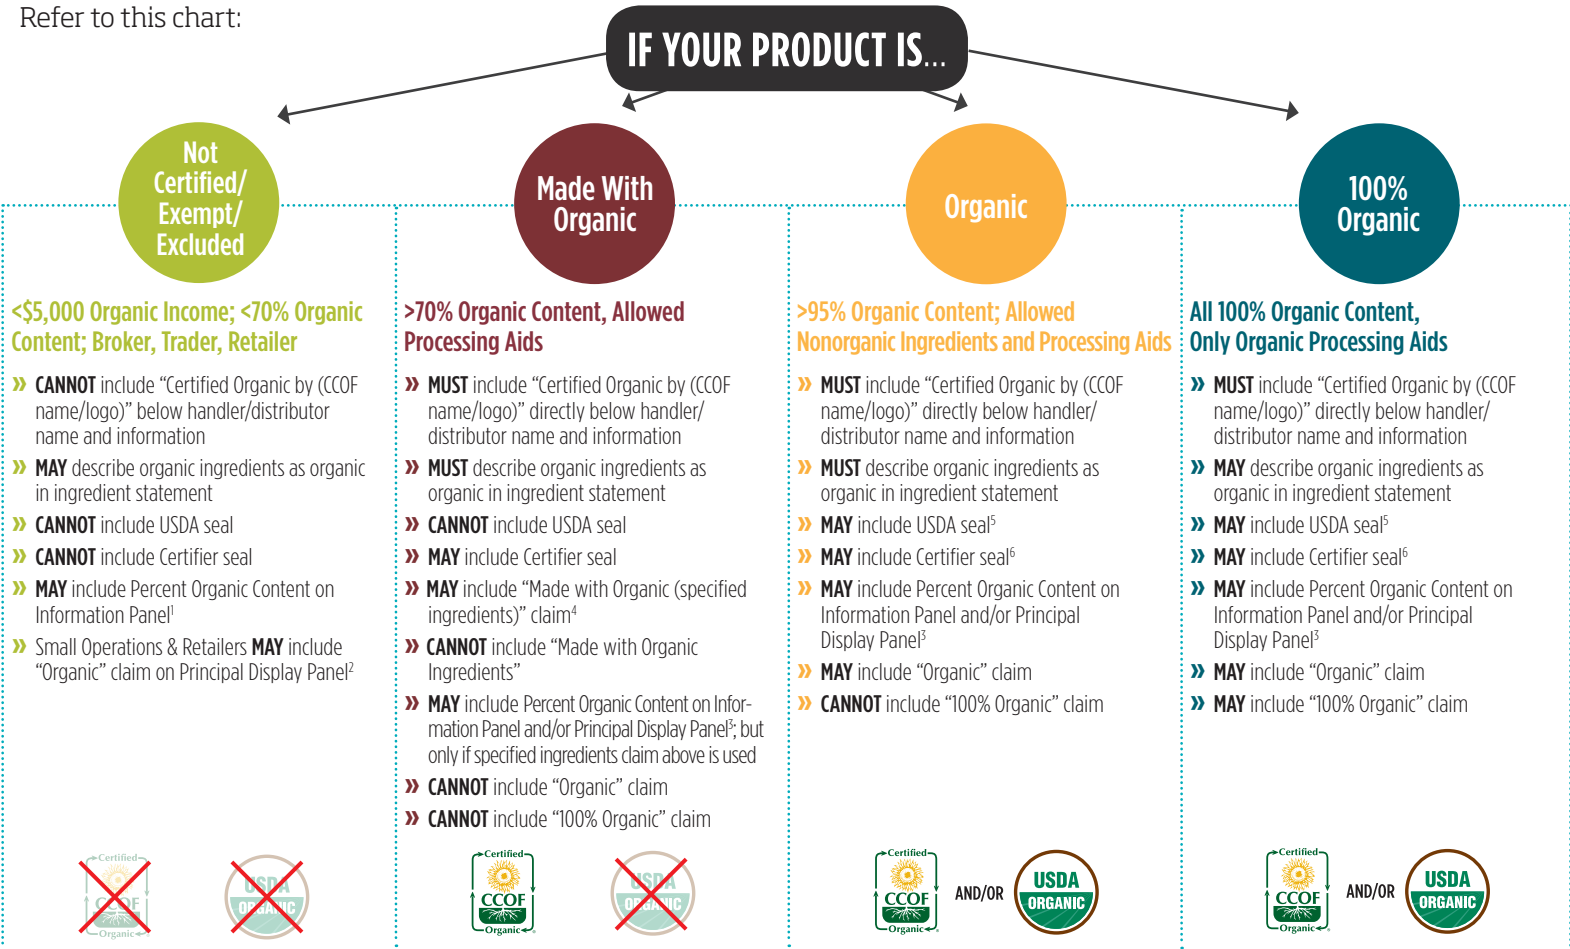 Refer to this chart:
IF YOUR PRODUCT IS...
Not
Certified/
Exempt/
Excluded
<$5,000 Organic Income; <70% Organic
Content; Broker, Trader, Retailer
» CANNOT include “Certified Organic by (CCOF
name/logo)” below handler/distributor
name and information
» MAY describe organic ingredients as organic
in ingredient statement
» CANNOT include USDA seal
» CANNOT include Certifier seal
» MAY include Percent Organic Content on
Information Panel1
» Small Operations & Retailers MAY include
“Organic” claim on Principal Display Panel2
Certified
CCOF
Organic
USDA
ORGANIC
Made With
Organic
>70% Organic Content, Allowed
Processing Aids
» MUST include “Certified Organic by (CCOF
name/logo)” directly below handler/
distributor name and information
» MUST describe organic ingredients as
organic in ingredient statement
» CANNOT include USDA seal
» MAY include Certifier seal
» MAY include “Made with Organic (specified
ingredients)” claim4
» CANNOT include “Made with Organic
Ingredients”
» MAY include Percent Organic Content on Infor-
mation Panel and/or Principal Display Panel3; but
only if specified ingredients claim above is used
» CANNOT include “Organic” claim
» CANNOT include “100% Organic” claim
Certified
CCOF
Organic
USDA
ORGANIC
Organic
>95% Organic Content; Allowed
Nonorganic Ingredients and Processing Aids
» MUST include “Certified Organic by (CCOF
name/logo)” directly below handler/
distributor name and information
» MUST describe organic ingredients as
organic in ingredient statement
» MAY include USDA seal5
» MAY include Certifier seal6
» MAY include Percent Organic Content on
Information Panel and/or Principal
Display Panel3
» MAY include “Organic” claim
» CANNOT include “100% Organic” claim
Certified
CCOF
Organic
AND/OR
USDA
ORGANIC
100%
Organic
All 100% Organic Content,
Only Organic Processing Aids
» MUST include “Certified Organic by (CCOF
name/logo)” directly below handler/
distributor name and information
» MAY describe organic ingredients as
organic in ingredient statement
» MAY include USDA seal5
» MAY include Certifier seal6
» MAY include Percent Organic Content on
Information Panel and/or Principal
Display Panel3
» MAY include “Organic” claim
» MAY include “100% Organic” claim
Certified
CCOF
Organic
AND/OR
USDA
ORGANIC